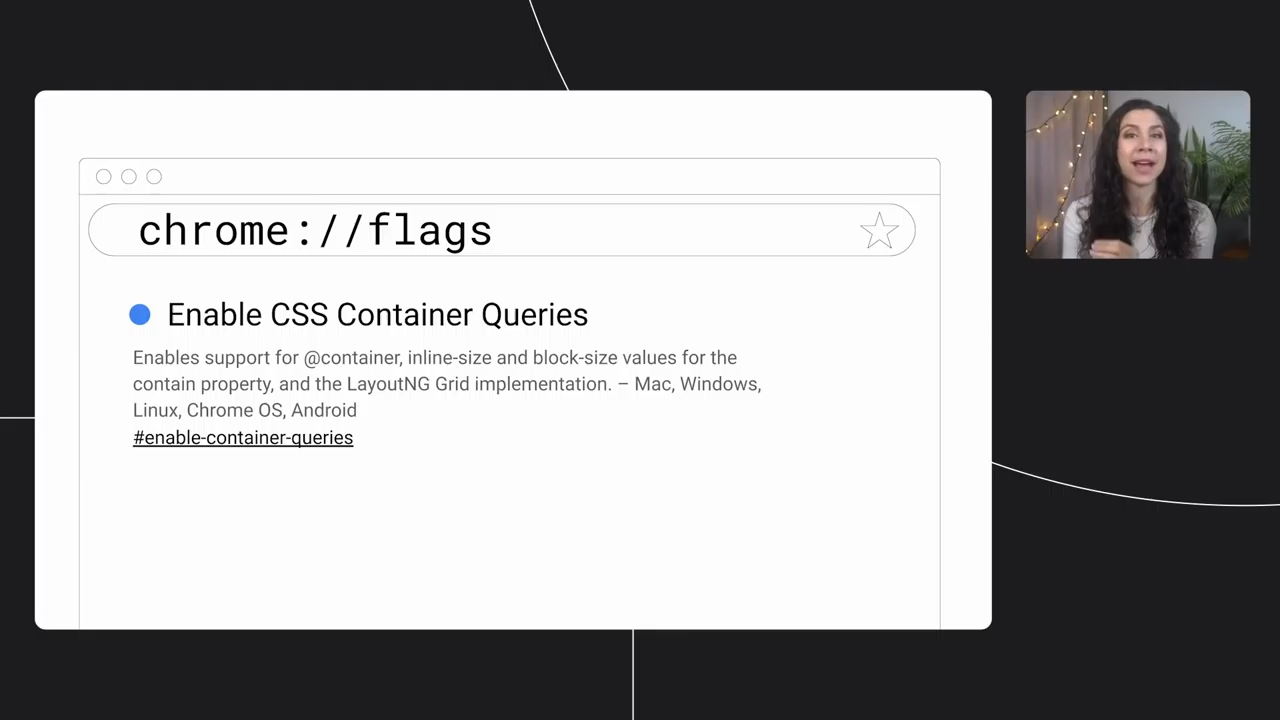 chrome://flags
Enable CSS Container Queries
Enables support for @container, inline-size and block-size values for the
contain property, and the LayoutNG Grid implementation. – Mac, Windows,
Linux, Chrome OS, Android
#enable-container-queries